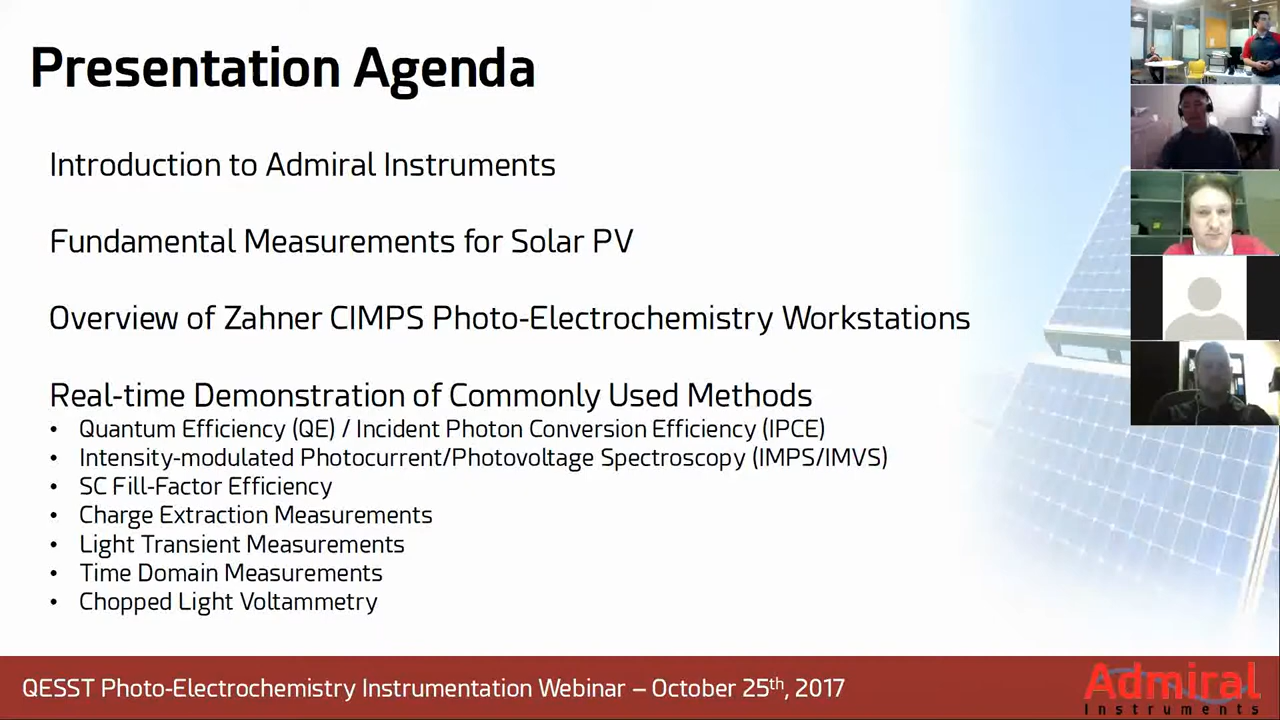 Presentation Agenda
Introduction to Admiral Instruments
Fundamental Measurements for Solar PV
Overview of Zahner CIMPS Photo-Electrochemistry Workstations
Real-time Demonstration of Commonly Used Methods
• Quantum Efficiency (QE) / Incident Photon Conversion Efficiency (IPCE)
• Intensity-modulated Photocurrent/Photovoltage Spectroscopy (IMPS/IMVS)
• SC Fill-Factor Efficiency
• Charge Extraction Measurements
• Light Transient Measurements
• Time Domain Measurements
• Chopped Light Voltammetry
QESST Photo-Electrochemistry Instrumentation Webinar – October 25th, 2017
Admiral
Instruments